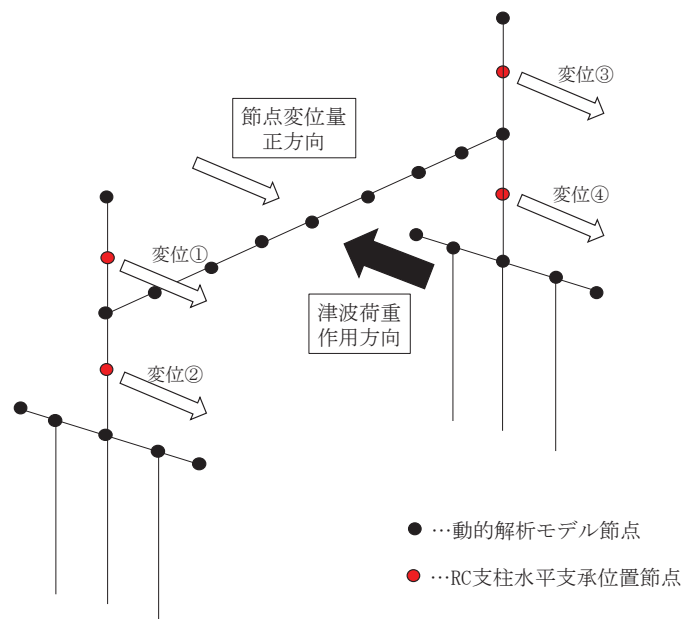 変位③
節点変位量
正方向
変位④
変位①
津波荷重
作用方向
変位②
●…動的解析モデル節点
●…RC支柱水平支承位置節点